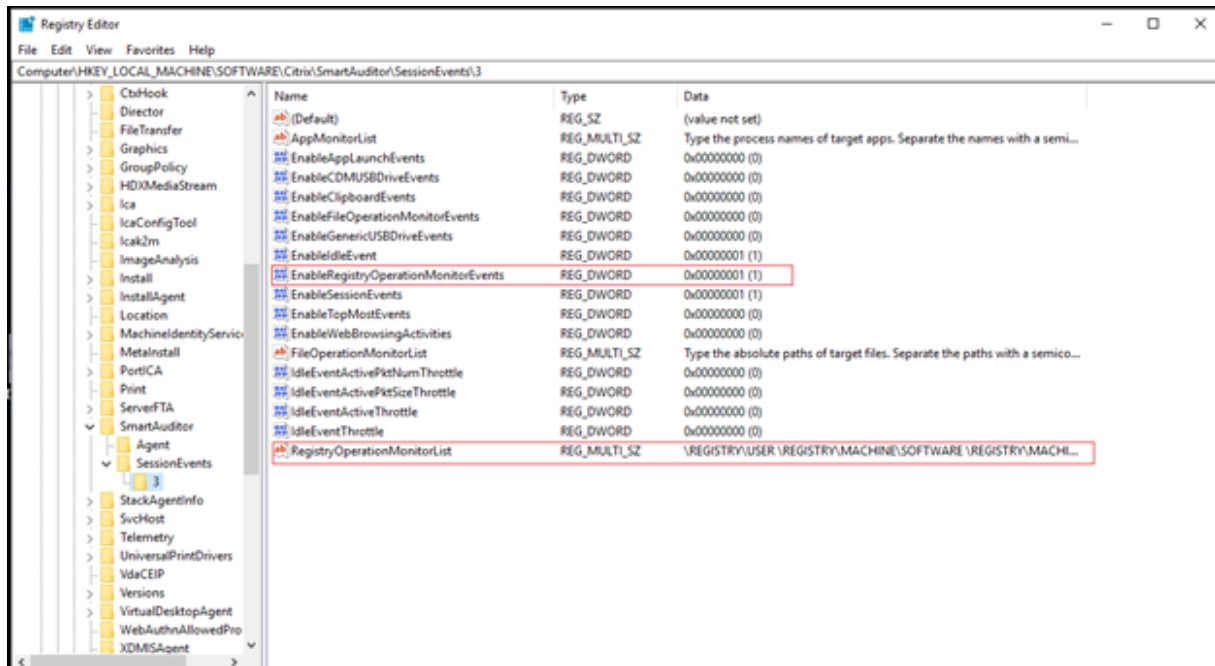 Registry Editor
File Edit View Favorites Help
Computer\HKEY_LOCAL_MACHINE\SOFTWARE\Citrix\SmartAuditor\SessionEvents\3
CtxHook
Director
FileTransfer
Graphics
GroupPolicy
HDXMediaStream
Ica
IcaConfigTool
Icak2m
ImageAnalysis
Install
InstallAgent
Location
MachineIdentityServic
MetaInstall
PortICA
Print
ServerFTA
SmartAuditor
Agent
SessionEvents
3
StackAgentInfo
SvcHost
Telemetry
UniversalPrintDrivers
VdaCEIP
Versions
VirtualDesktopAgent
WebAuthnAllowedPro
XDMISAgent
Name Type Data
(Default) REG_SZ (value not set)
AppMonitorList REG_MULTI_SZ Type the process names of target apps. Separate the names with a semi...
EnableAppLaunchEvents REG_DWORD 0x00000000 (0)
EnableCDMUSBDriveEvents REG_DWORD 0x00000000 (0)
EnableClipboardEvents REG_DWORD 0x00000000 (0)
EnableFileOperationMonitorEvents REG_DWORD 0x00000000 (0)
EnableGenericUSBDriveEvents REG_DWORD 0x00000000 (0)
EnableIdleEvent REG_DWORD 0x00000001 (1)
EnableRegistryOperationMonitorEvents REG_DWORD 0x00000001 (1)
EnableSessionEvents REG_DWORD 0x00000001 (1)
EnableTopMostEvents REG_DWORD 0x00000000 (0)
EnableWebBrowsingActivities REG_DWORD 0x00000000 (0)
FileOperationMonitorList REG_MULTI_SZ Type the absolute paths of target files. Separate the paths with a semico...
IdleEventActivePktNumThrottle REG_DWORD 0x00000000 (0)
IdleEventActivePktSizeThrottle REG_DWORD 0x00000000 (0)
IdleEventActiveThrottle REG_DWORD 0x00000000 (0)
IdleEventThrottle REG_DWORD 0x00000000 (0)
RegistryOperationMonitorList REG_MULTI_SZ \REGISTRY\USER \REGISTRY\MACHINE\SOFTWARE \REGISTRY\MACHI...